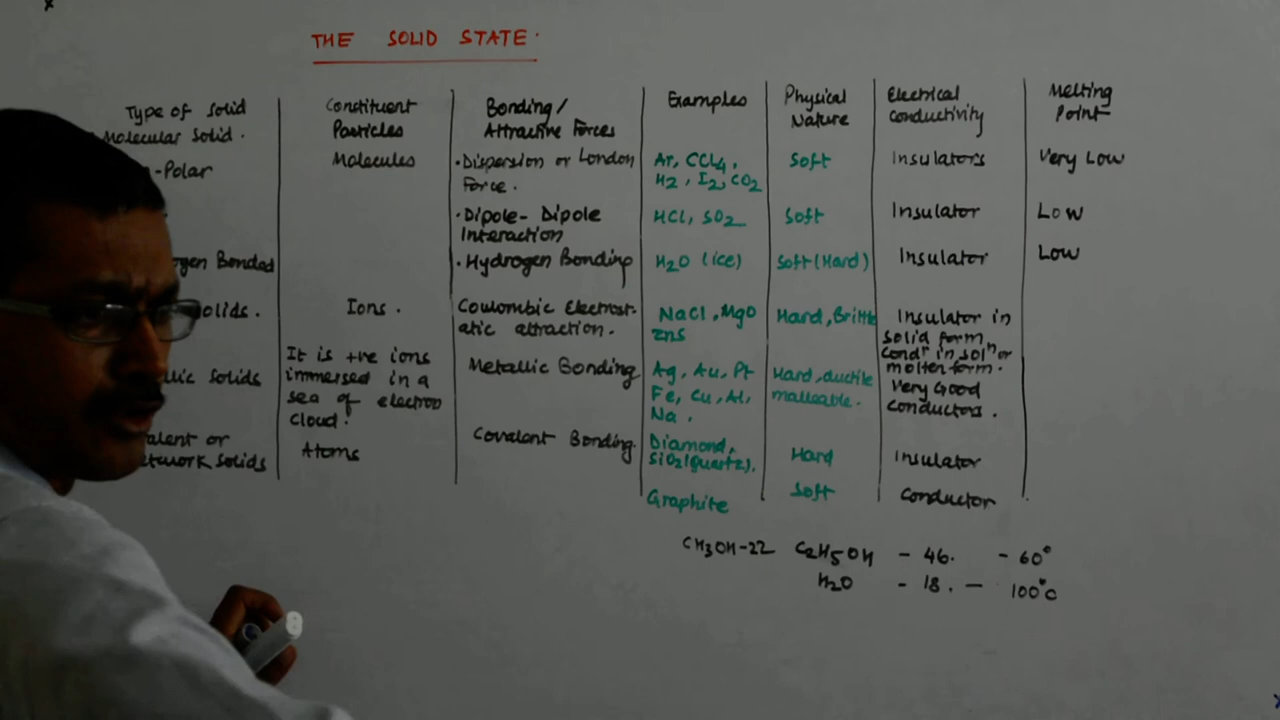 THE SOLID STATE.
Type of solid | Constituent Particles | Bonding/ Attractive Forces | Examples | Physical Nature | Electrical conductivity | Melting Point
Molecular Solid.
-Polar | Molecules | • Dispersion or London Force. | Ar, CCl4, H2, I2, CO2 | Soft | Insulators | Very Low
• Dipole- Dipole Interaction | HCl, SO2 | Soft | Insulator | Low
gen Bonded | • Hydrogen Bonding | H2O (ice) | Soft (Hard) | Insulator | Low
olids. | Ions. | Coulombic Electrostatic attraction. | NaCl, MgO ZnS | Hard, Brittle | Insulator in solid form, condr in soln or molten form.
lic Solids | It is +ve ions immersed in a sea of electron cloud. | Metallic Bonding | Ag, Au, Pt Fe, Cu, Al, Na. | Hard, ductile malleable. | Very Good conductors.
alent or etwork Solids | Atoms | Covalent Bonding. | Diamond, SiO2 (quartz). | Hard | Insulator
Graphite | Soft | Conductor
CH3OH-22 C2H5OH - 46. - 60°
H2O - 18. - 100°C